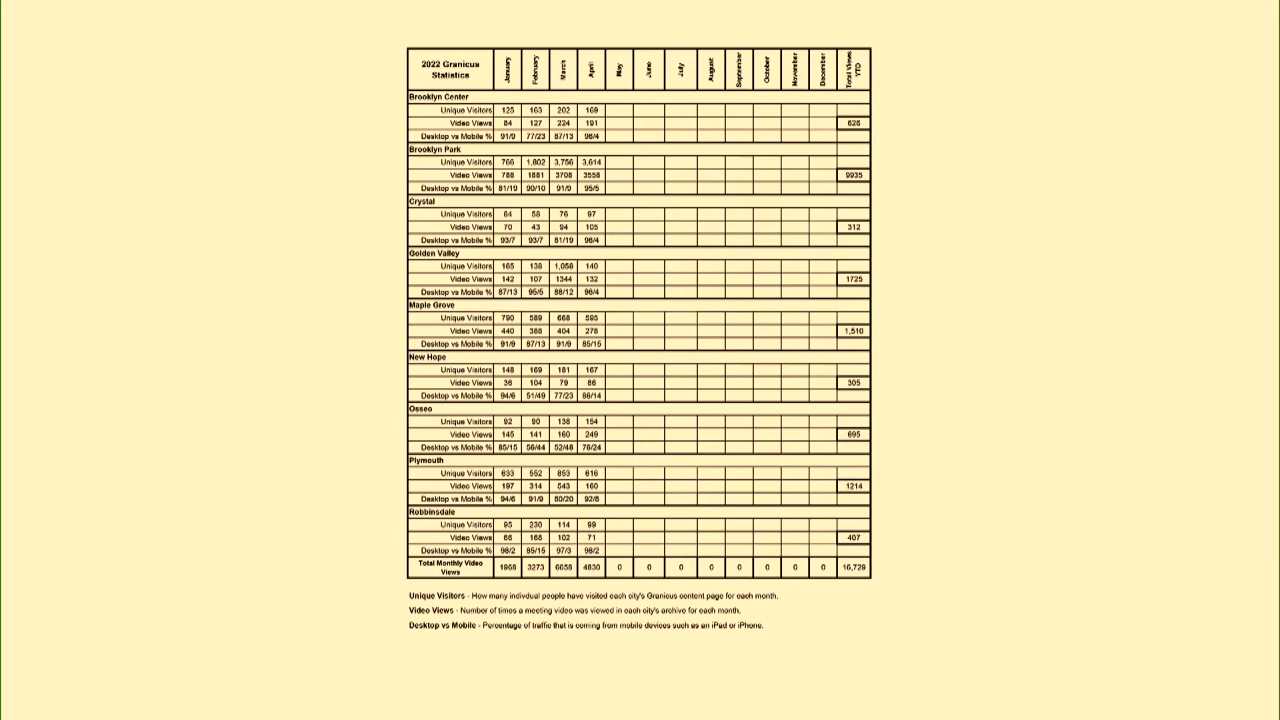 2022 Granicus Statistics January February March April May June July August September October November December Total Views YTD
Brooklyn Center
Unique Visitors 125 163 202 169
Video Views 84 127 224 191 626
Desktop vs Mobile % 91/9 77/23 87/13 96/4
Brooklyn Park
Unique Visitors 766 1,802 3,756 3,614
Video Views 788 1881 3708 3558 9935
Desktop vs Mobile % 81/19 90/10 91/9 95/5
Crystal
Unique Visitors 84 58 76 97
Video Views 70 43 94 105 312
Desktop vs Mobile % 93/7 93/7 81/19 96/4
Golden Valley
Unique Visitors 165 138 1,058 140
Video Views 142 107 1344 132 1725
Desktop vs Mobile % 87/13 95/5 88/12 96/4
Maple Grove
Unique Visitors 790 589 668 595
Video Views 440 388 404 278 1,510
Desktop vs Mobile % 91/9 87/13 91/9 85/15
New Hope
Unique Visitors 148 169 181 167
Video Views 36 104 79 86 305
Desktop vs Mobile % 94/6 51/49 77/23 86/14
Osseo
Unique Visitors 92 90 138 154
Video Views 145 141 160 249 695
Desktop vs Mobile % 85/15 56/44 52/48 76/24
Plymouth
Unique Visitors 633 552 853 616
Video Views 197 314 543 160 1214
Desktop vs Mobile % 94/6 91/9 80/20 92/8
Robbinsdale
Unique Visitors 95 230 114 99
Video Views 66 168 102 71 407
Desktop vs Mobile % 98/2 85/15 97/3 98/2
Total Monthly Video Views 1968 3273 6658 4830 0 0 0 0 0 0 0 0 16,729
Unique Visitors - How many indivdual people have visited each city's Granicus content page for each month.
Video Views - Number of times a meeting video was viewed in each city's archive for each month.
Desktop vs Mobile - Percentage of traffic that is coming from mobile devices such as an iPad or iPhone.